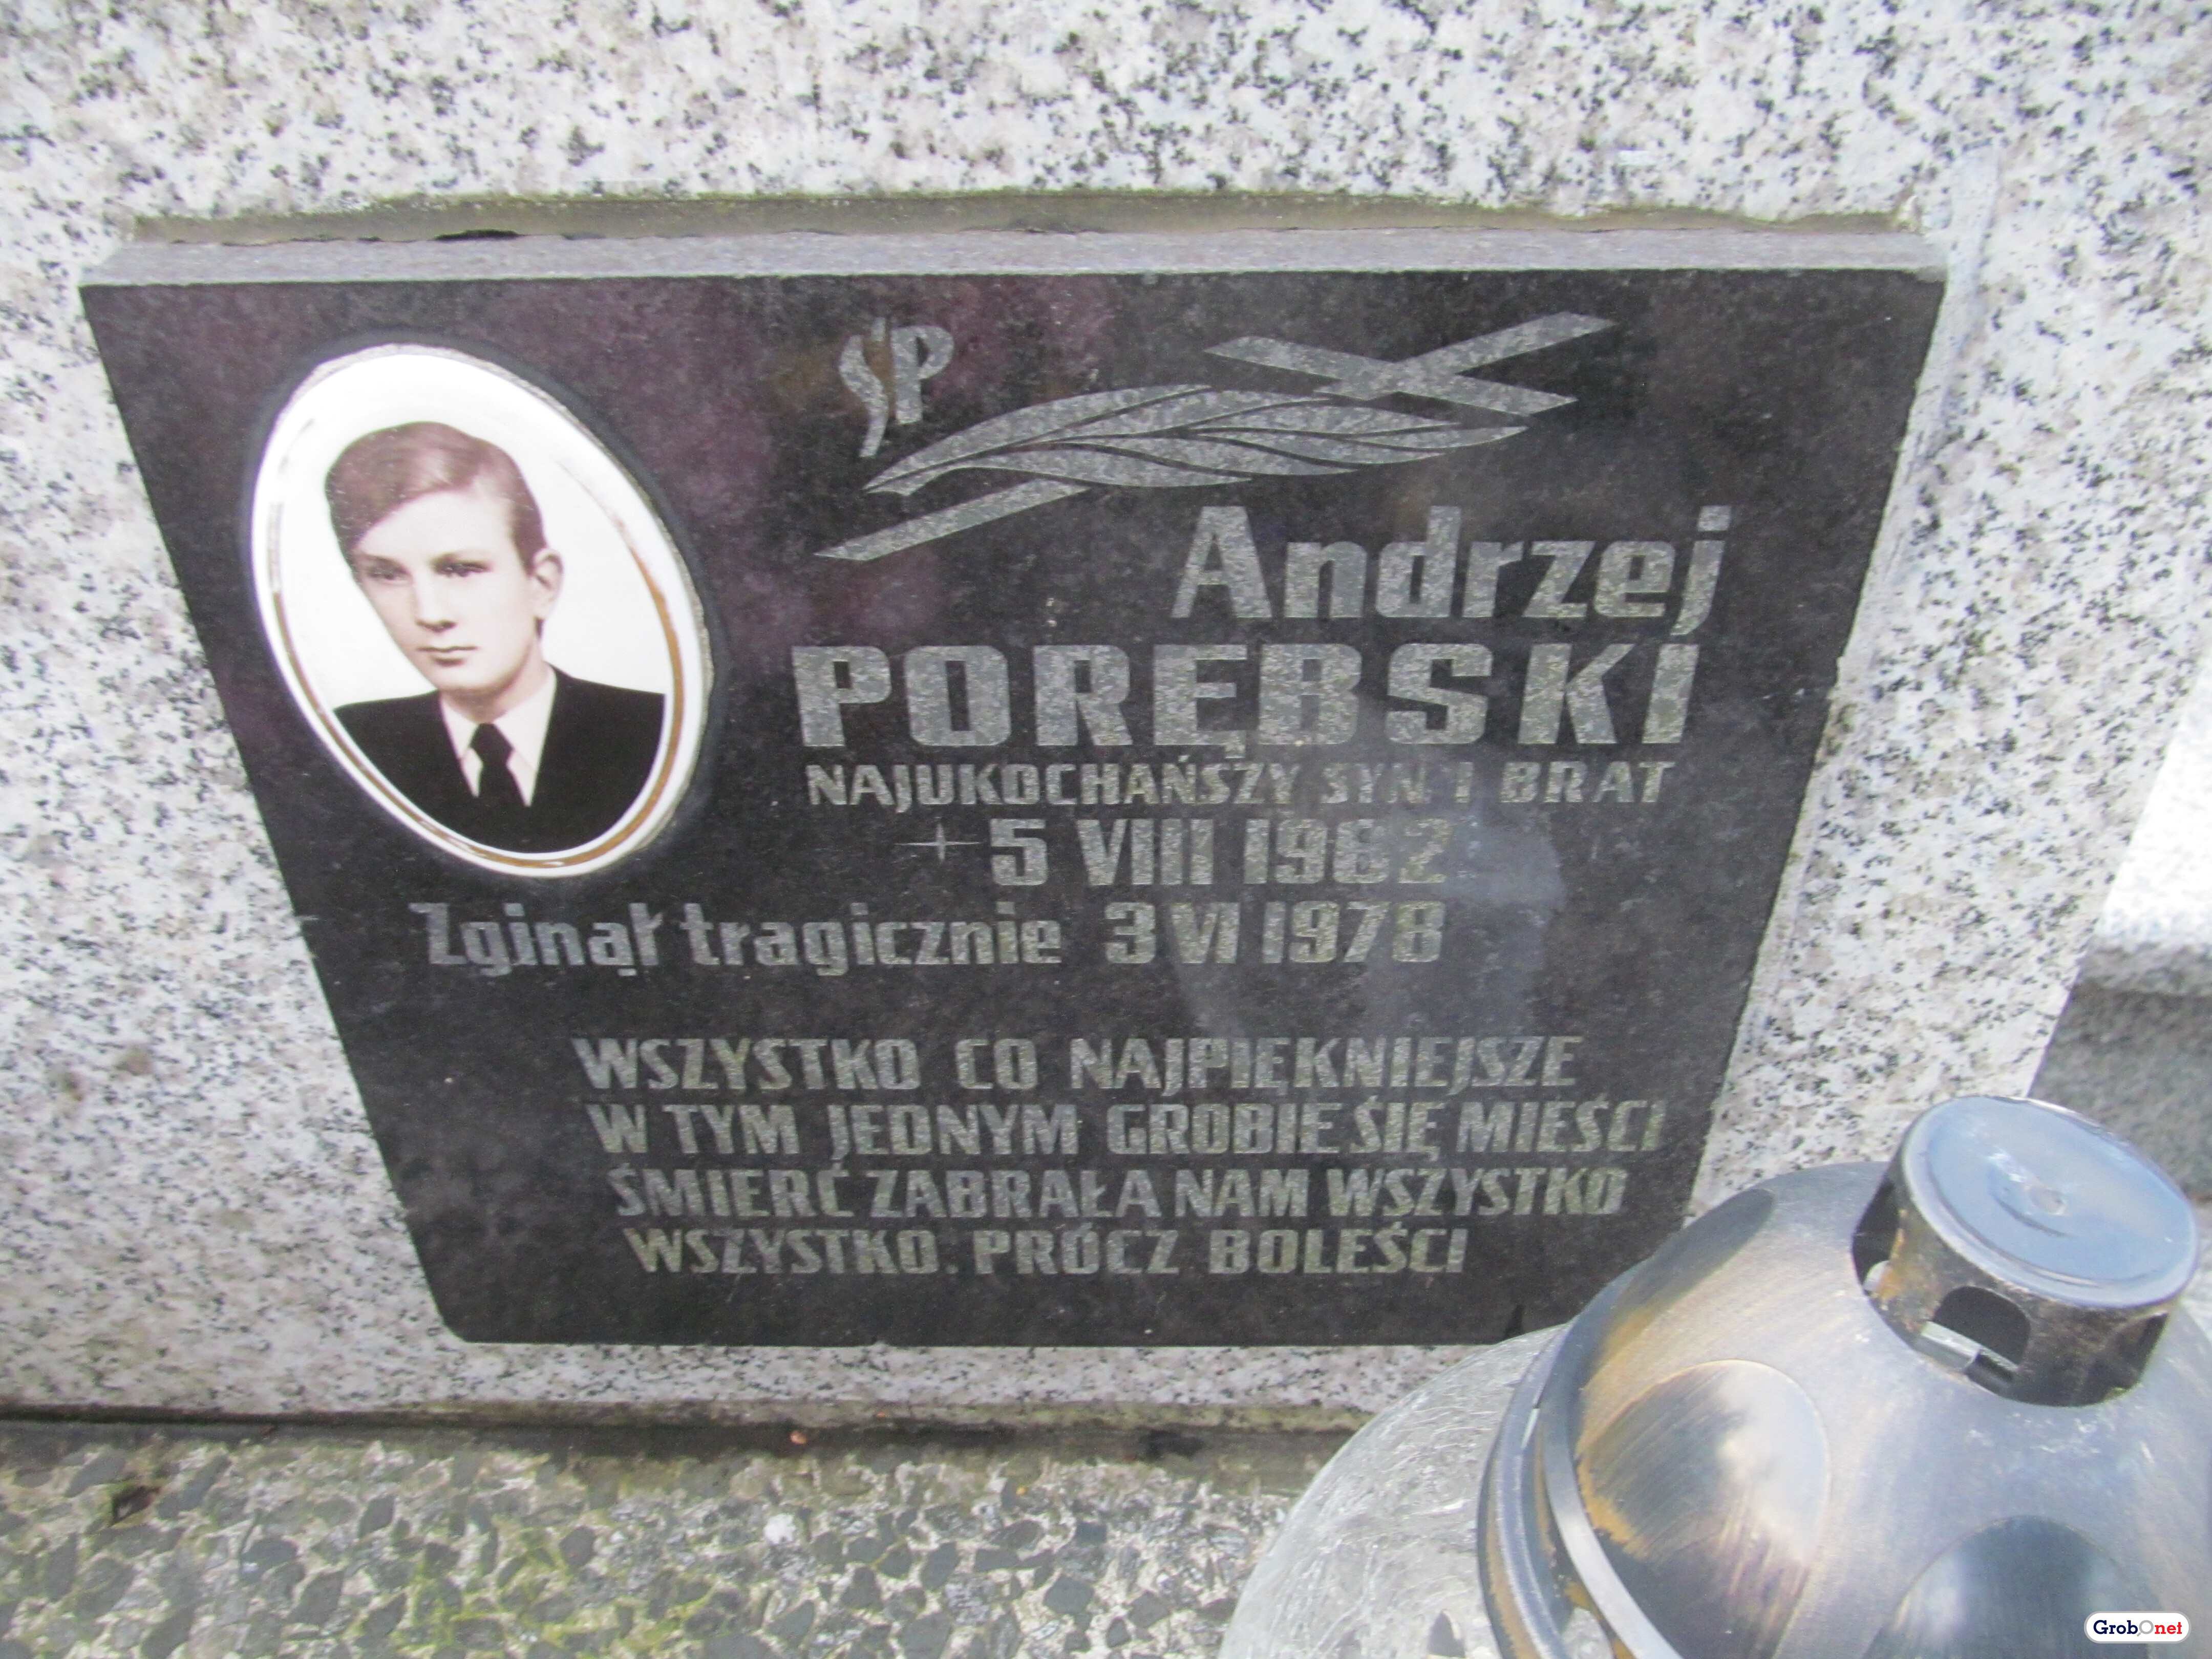 ŚP
Andrzej
PORĘBSKI
NAJUKOCHAŃSZY SYN I BRAT
5 VIII 1962
Zginął tragicznie 3 VI 1978
WSZYSTKO CO NAJPIĘKNIEJSZE
W TYM JEDNYM GROBIE SIĘ MIEŚCI
ŚMIERĆ ZABRAŁA NAM WSZYSTKO
WSZYSTKO. PRÓCZ BOLEŚCI
GrobOnet